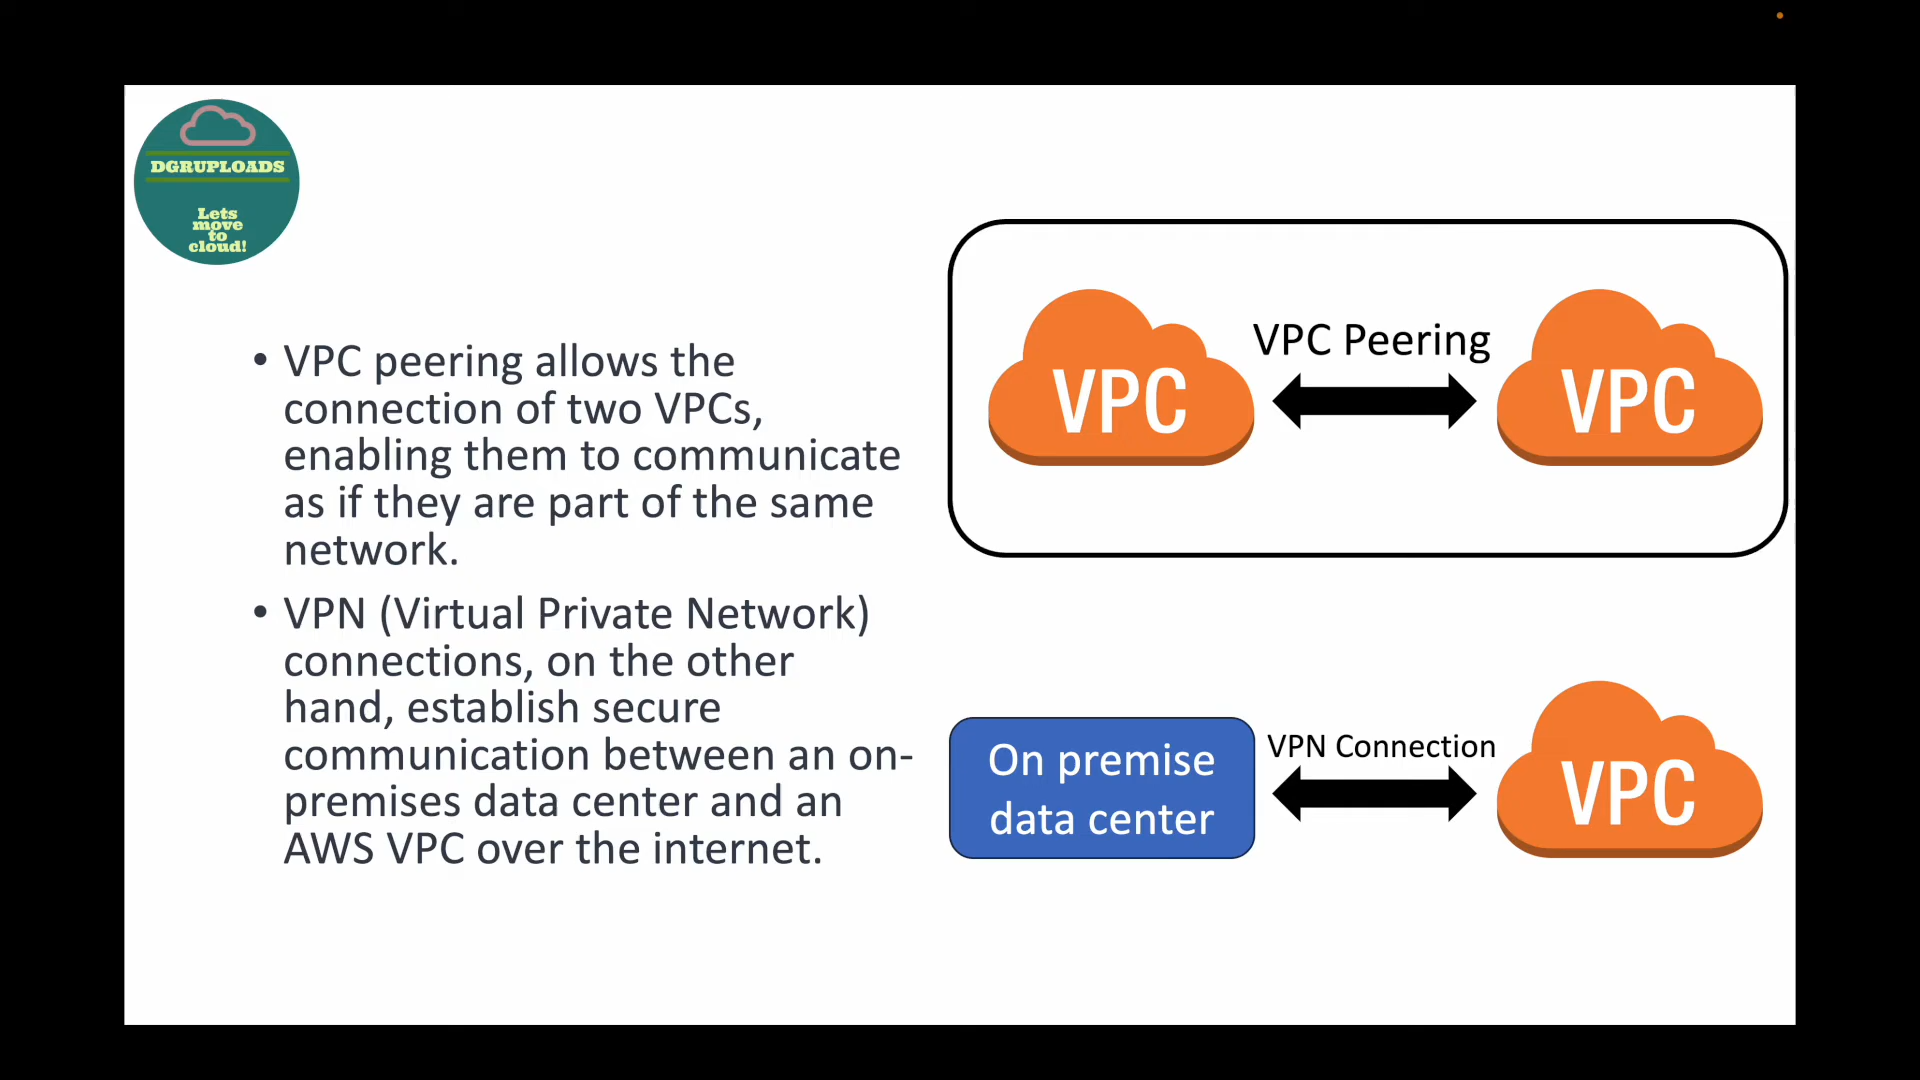 DGRUPLOADS
Lets
move
to
cloud!
• VPC peering allows the
connection of two VPCs,
enabling them to communicate
as if they are part of the same
network.
• VPN (Virtual Private Network)
connections, on the other
hand, establish secure
communication between an on-
premises data center and an
AWS VPC over the internet.
VPC Peering
VPC
VPC
On premise
data center
VPN Connection
VPC